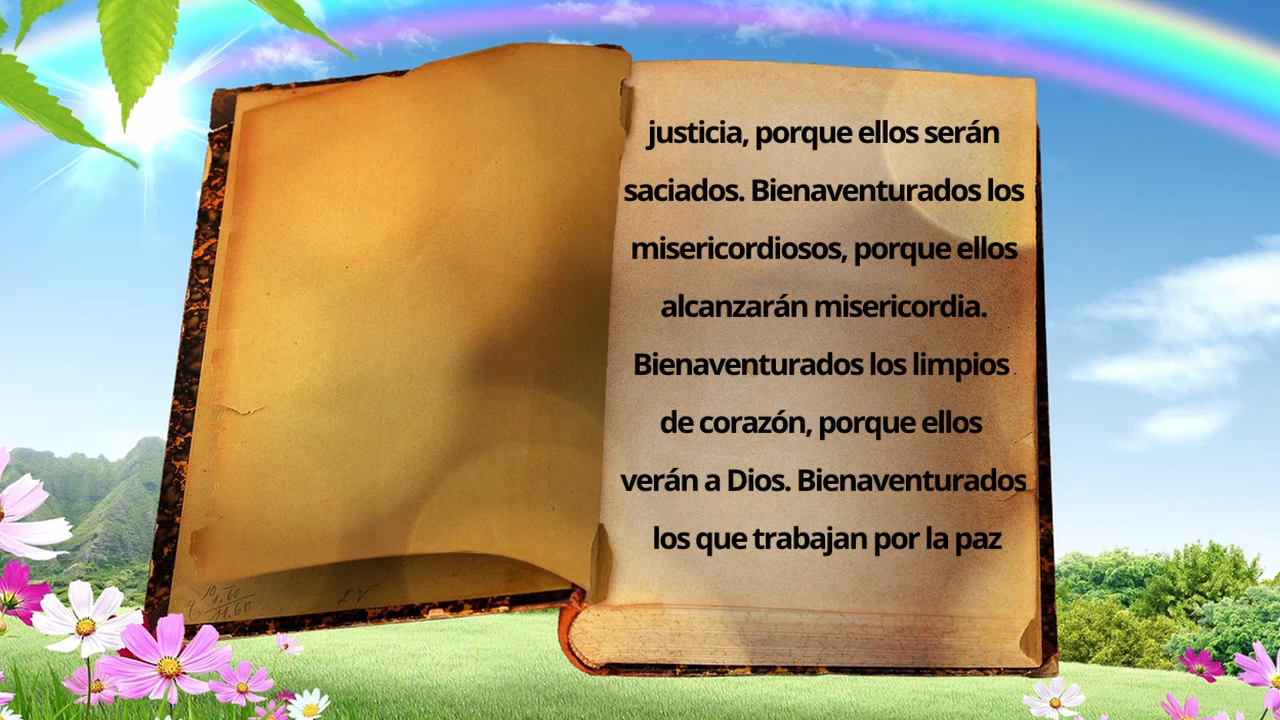 justicia, porque ellos serán
saciados. Bienaventurados los
misericordiosos, porque ellos
alcanzarán misericordia.
Bienaventurados los limpios
de corazón, porque ellos
verán a Dios. Bienaventurados
los que trabajan por la paz